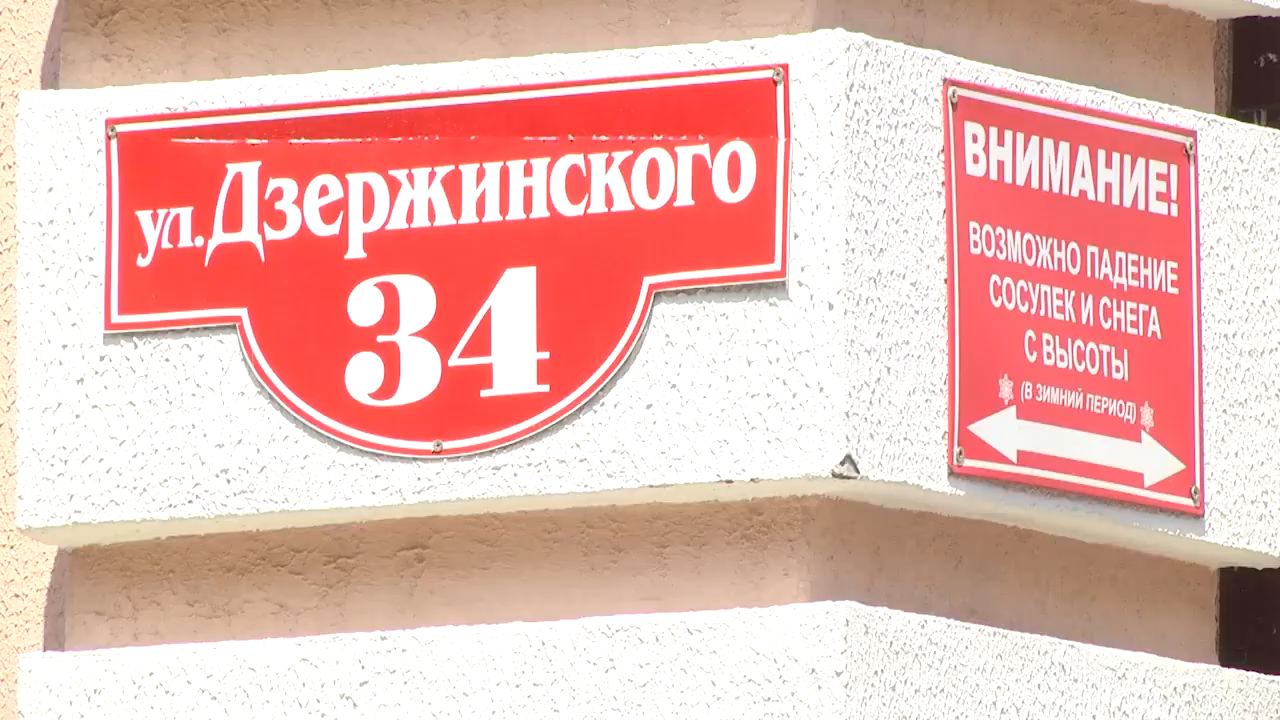 ул. Дзержинского
34
ВНИМАНИЕ!
ВОЗМОЖНО ПАДЕНИЕ
СОСУЛЕК И СНЕГА
С ВЫСОТЫ
(В ЗИМНИЙ ПЕРИОД)